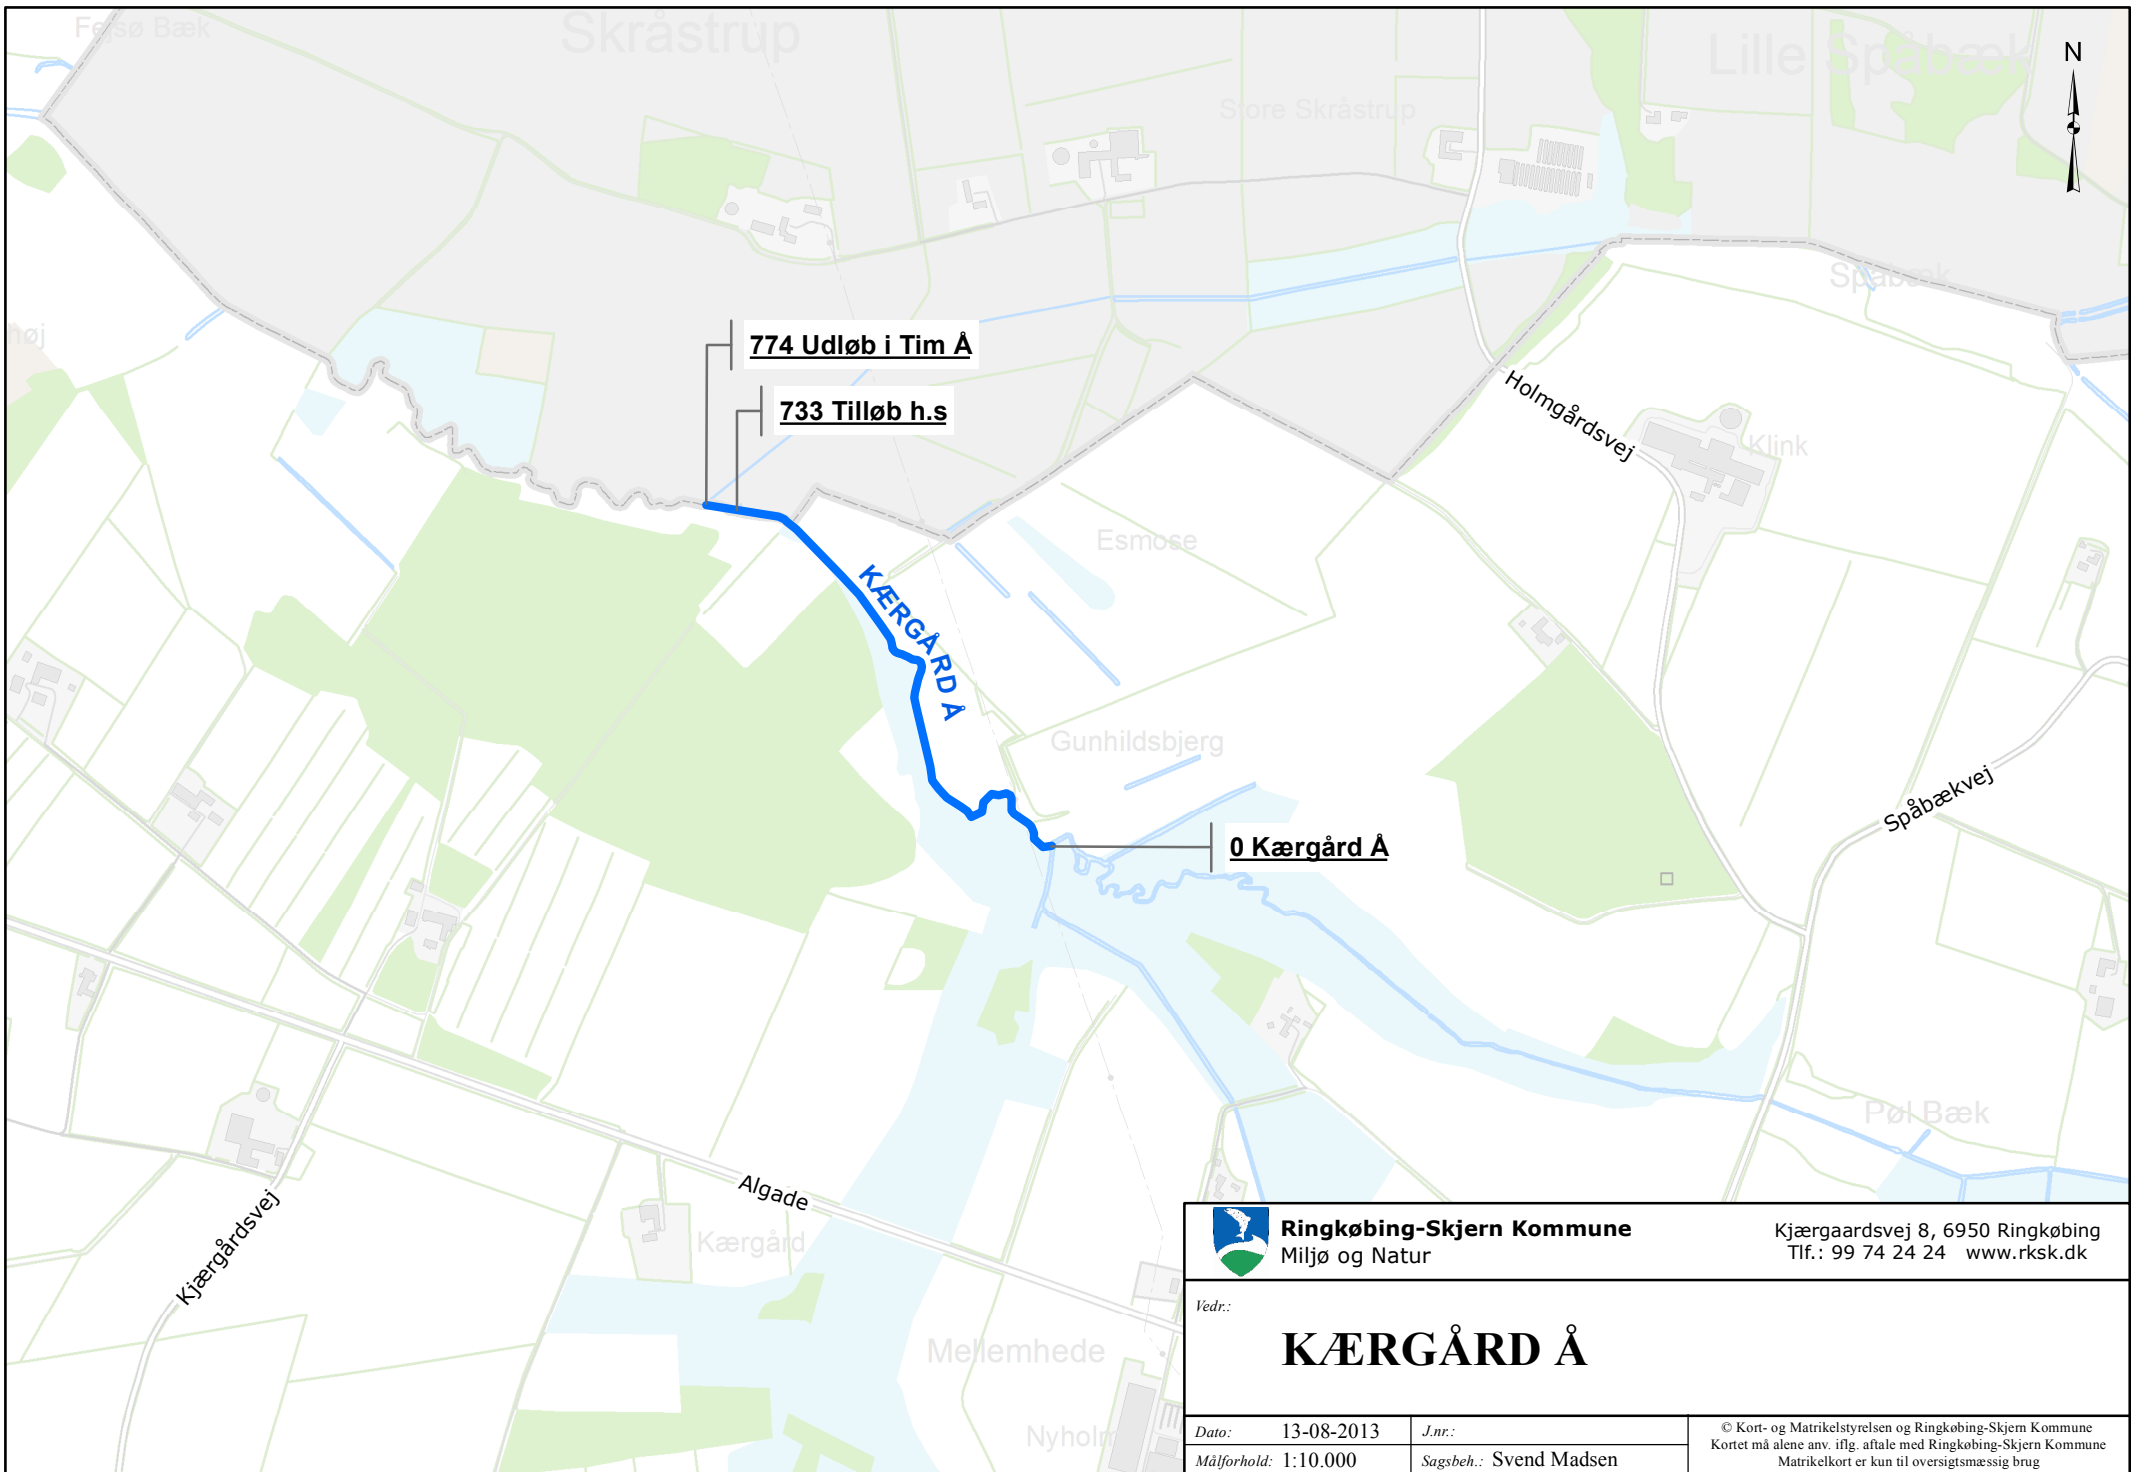 Fejsø Bæk
Skråstrup
Lille Spåbæk
N
Store Skråstrup
Spåbæk
høj
774 Udløb i Tim Å
733 Tilløb h.s
Holmgårdsvej
Klink
Esmose
KÆRGÅRD Å
Gunhildsbjerg
Spåbækvej
0 Kærgård Å
Pøl Bæk
Algade
Kjærgårdsvej
Kærgård
Mellemhede
Nyholm
Ringkøbing-Skjern Kommune
Miljø og Natur
Kjærgaardsvej 8, 6950 Ringkøbing
Tlf.: 99 74 24 24 www.rksk.dk
Vedr.:
KÆRGÅRD Å
Dato: 13-08-2013
J.nr.:
Målforhold: 1:10.000
Sagsbeh.: Svend Madsen
© Kort- og Matrikelstyrelsen og Ringkøbing-Skjern Kommune
Kortet må alene anv. iflg. aftale med Ringkøbing-Skjern Kommune
Matrikelkort er kun til oversigtsmæssig brug